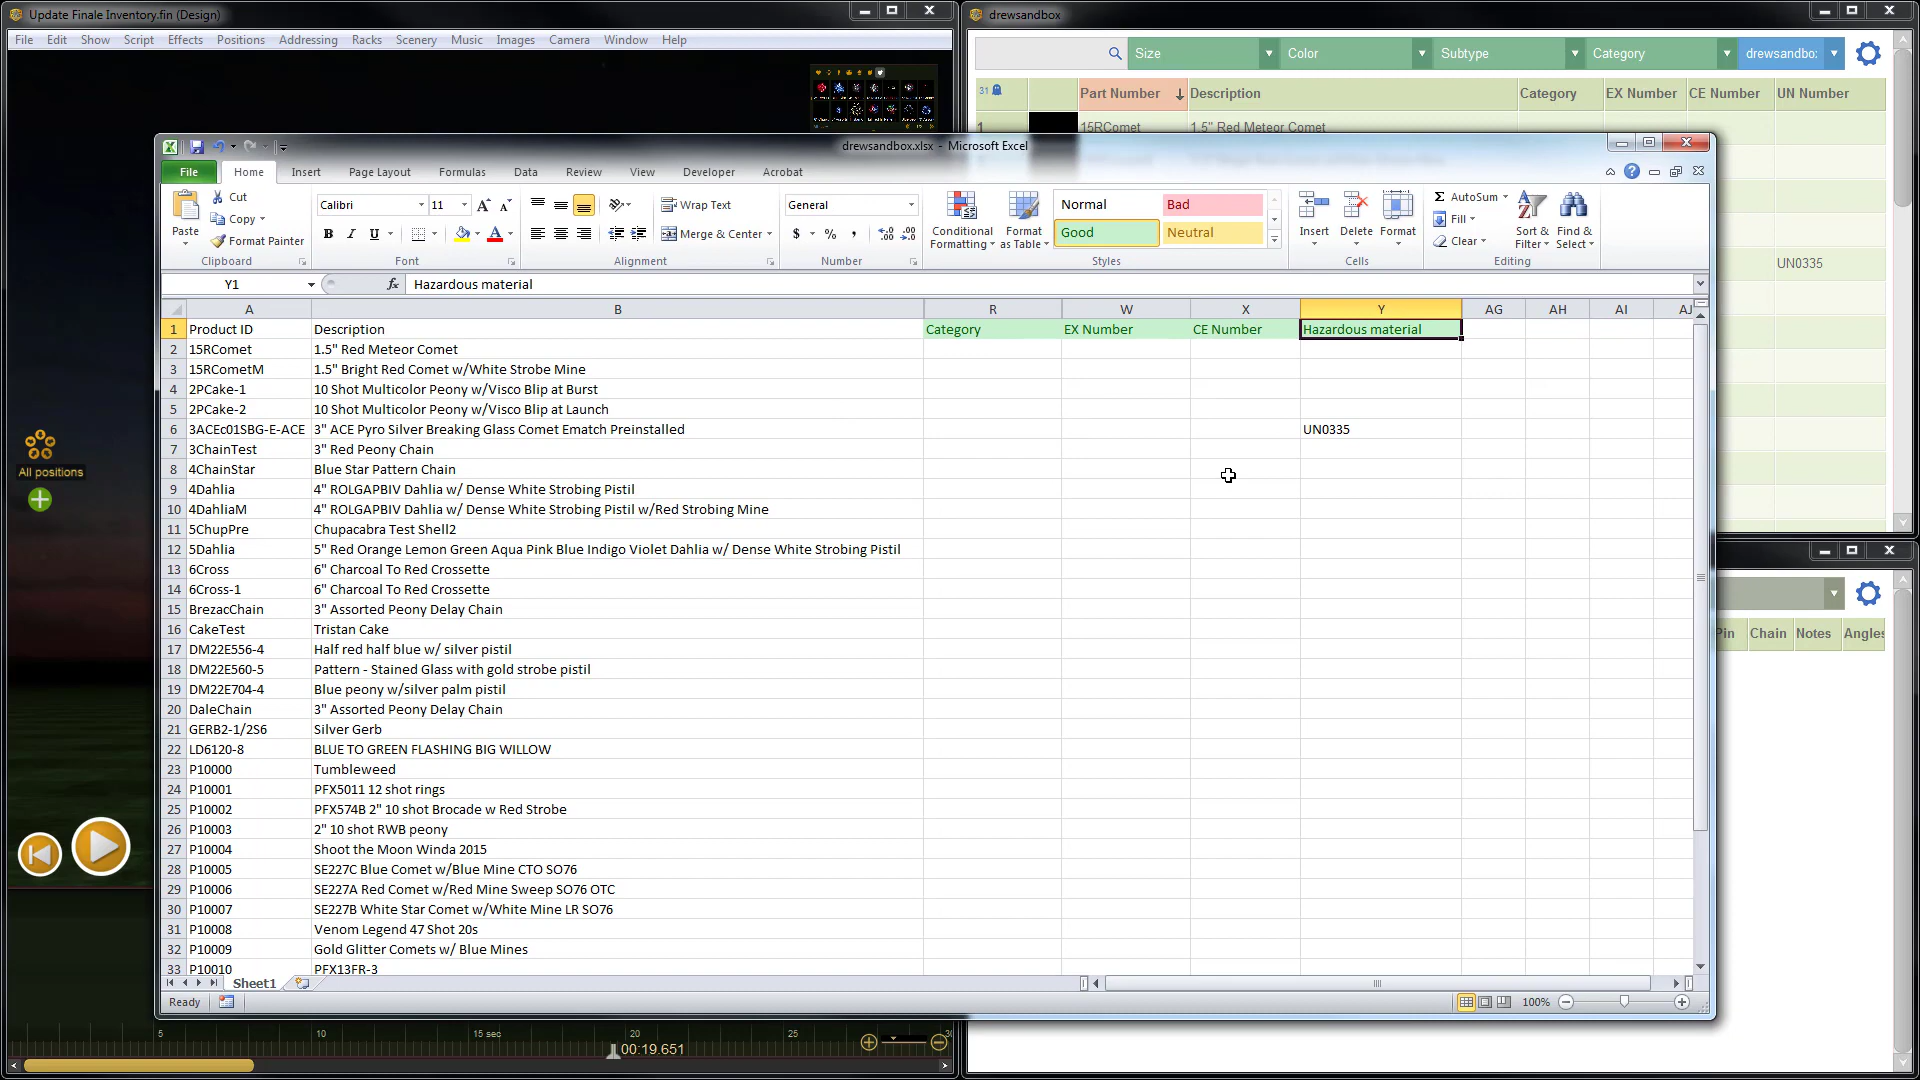 Update Finale Inventory.fin (Design)
File Edit Show Script Effects Positions Addressing Racks Scenery Music Images Camera Window Help
drewsandbox
Size Color Subtype Category drewsandbo:
31 Part Number Description Category EX Number CE Number UN Number
1 15RComet 1.5" Red Meteor Comet
UN0335
drewsandbox.xlsx - Microsoft Excel
File Home Insert Page Layout Formulas Data Review View Developer Acrobat
Paste Cut Copy Format Painter Clipboard
Calibri 11 B I U Font
Wrap Text Merge & Center Alignment
General $ % , Number
Conditional Formatting Format as Table Normal Bad Good Neutral Styles
Insert Delete Format Cells
AutoSum Fill Clear Sort & Filter Find & Select Editing
Y1 fx Hazardous material
A B R W X Y AG AH AI AJ
1 Product ID Description Category EX Number CE Number Hazardous material
2 15RComet 1.5" Red Meteor Comet
3 15RCometM 1.5" Bright Red Comet w/White Strobe Mine
4 2PCake-1 10 Shot Multicolor Peony w/Visco Blip at Burst
5 2PCake-2 10 Shot Multicolor Peony w/Visco Blip at Launch
6 3ACEc01SBG-E-ACE 3" ACE Pyro Silver Breaking Glass Comet Ematch Preinstalled UN0335
7 3ChainTest 3" Red Peony Chain
8 4ChainStar Blue Star Pattern Chain
9 4Dahlia 4" ROLGAPBIV Dahlia w/ Dense White Strobing Pistil
10 4DahliaM 4" ROLGAPBIV Dahlia w/ Dense White Strobing Pistil w/Red Strobing Mine
11 5ChupPre Chupacabra Test Shell2
12 5Dahlia 5" Red Orange Lemon Green Aqua Pink Blue Indigo Violet Dahlia w/ Dense White Strobing Pistil
13 6Cross 6" Charcoal To Red Crossette
14 6Cross-1 6" Charcoal To Red Crossette
15 BrezacChain 3" Assorted Peony Delay Chain
16 CakeTest Tristan Cake
17 DM22E556-4 Half red half blue w/ silver pistil
18 DM22E560-5 Pattern - Stained Glass with gold strobe pistil
19 DM22E704-4 Blue peony w/silver palm pistil
20 DaleChain 3" Assorted Peony Delay Chain
21 GERB2-1/2S6 Silver Gerb
22 LD6120-8 BLUE TO GREEN FLASHING BIG WILLOW
23 P10000 Tumbleweed
24 P10001 PFX5011 12 shot rings
25 P10002 PFX574B 2" 10 shot Brocade w Red Strobe
26 P10003 2" 10 shot RWB peony
27 P10004 Shoot the Moon Winda 2015
28 P10005 SE227C Blue Comet w/Blue Mine CTO SO76
29 P10006 SE227A Red Comet w/Red Mine Sweep SO76 OTC
30 P10007 SE227B White Star Comet w/White Mine LR SO76
31 P10008 Venom Legend 47 Shot 20s
32 P10009 Gold Glitter Comets w/ Blue Mines
33 P10010 PFX13FR-3
Sheet1
Ready 100%
All positions
Pin Chain Notes Angles
5 10 15 sec 20 25 30
00:19.651